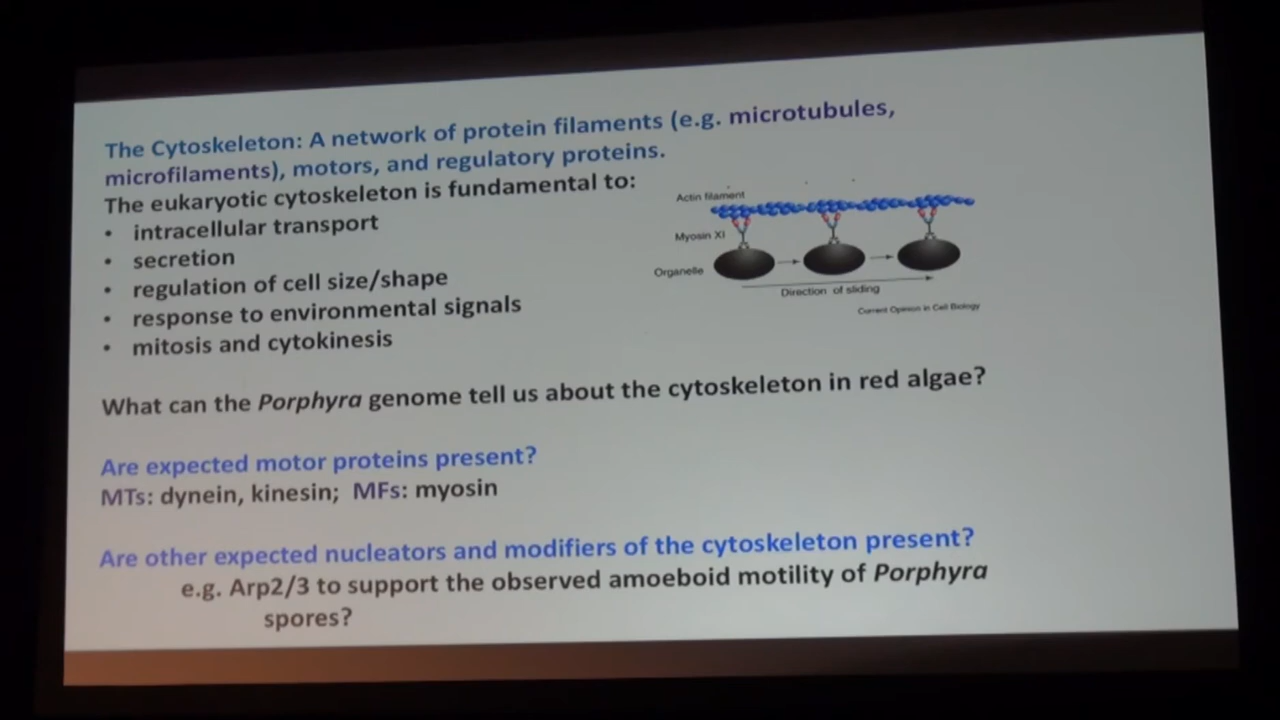 The Cytoskeleton: A network of protein filaments (e.g. microtubules,
microfilaments), motors, and regulatory proteins.
The eukaryotic cytoskeleton is fundamental to:
• intracellular transport
• secretion
• regulation of cell size/shape
• response to environmental signals
• mitosis and cytokinesis
Actin filament
Myosin XI
Organelle
Direction of sliding
Current Opinion in Cell Biology
What can the Porphyra genome tell us about the cytoskeleton in red algae?
Are expected motor proteins present?
MTs: dynein, kinesin; MFs: myosin
Are other expected nucleators and modifiers of the cytoskeleton present?
e.g. Arp2/3 to support the observed amoeboid motility of Porphyra
spores?